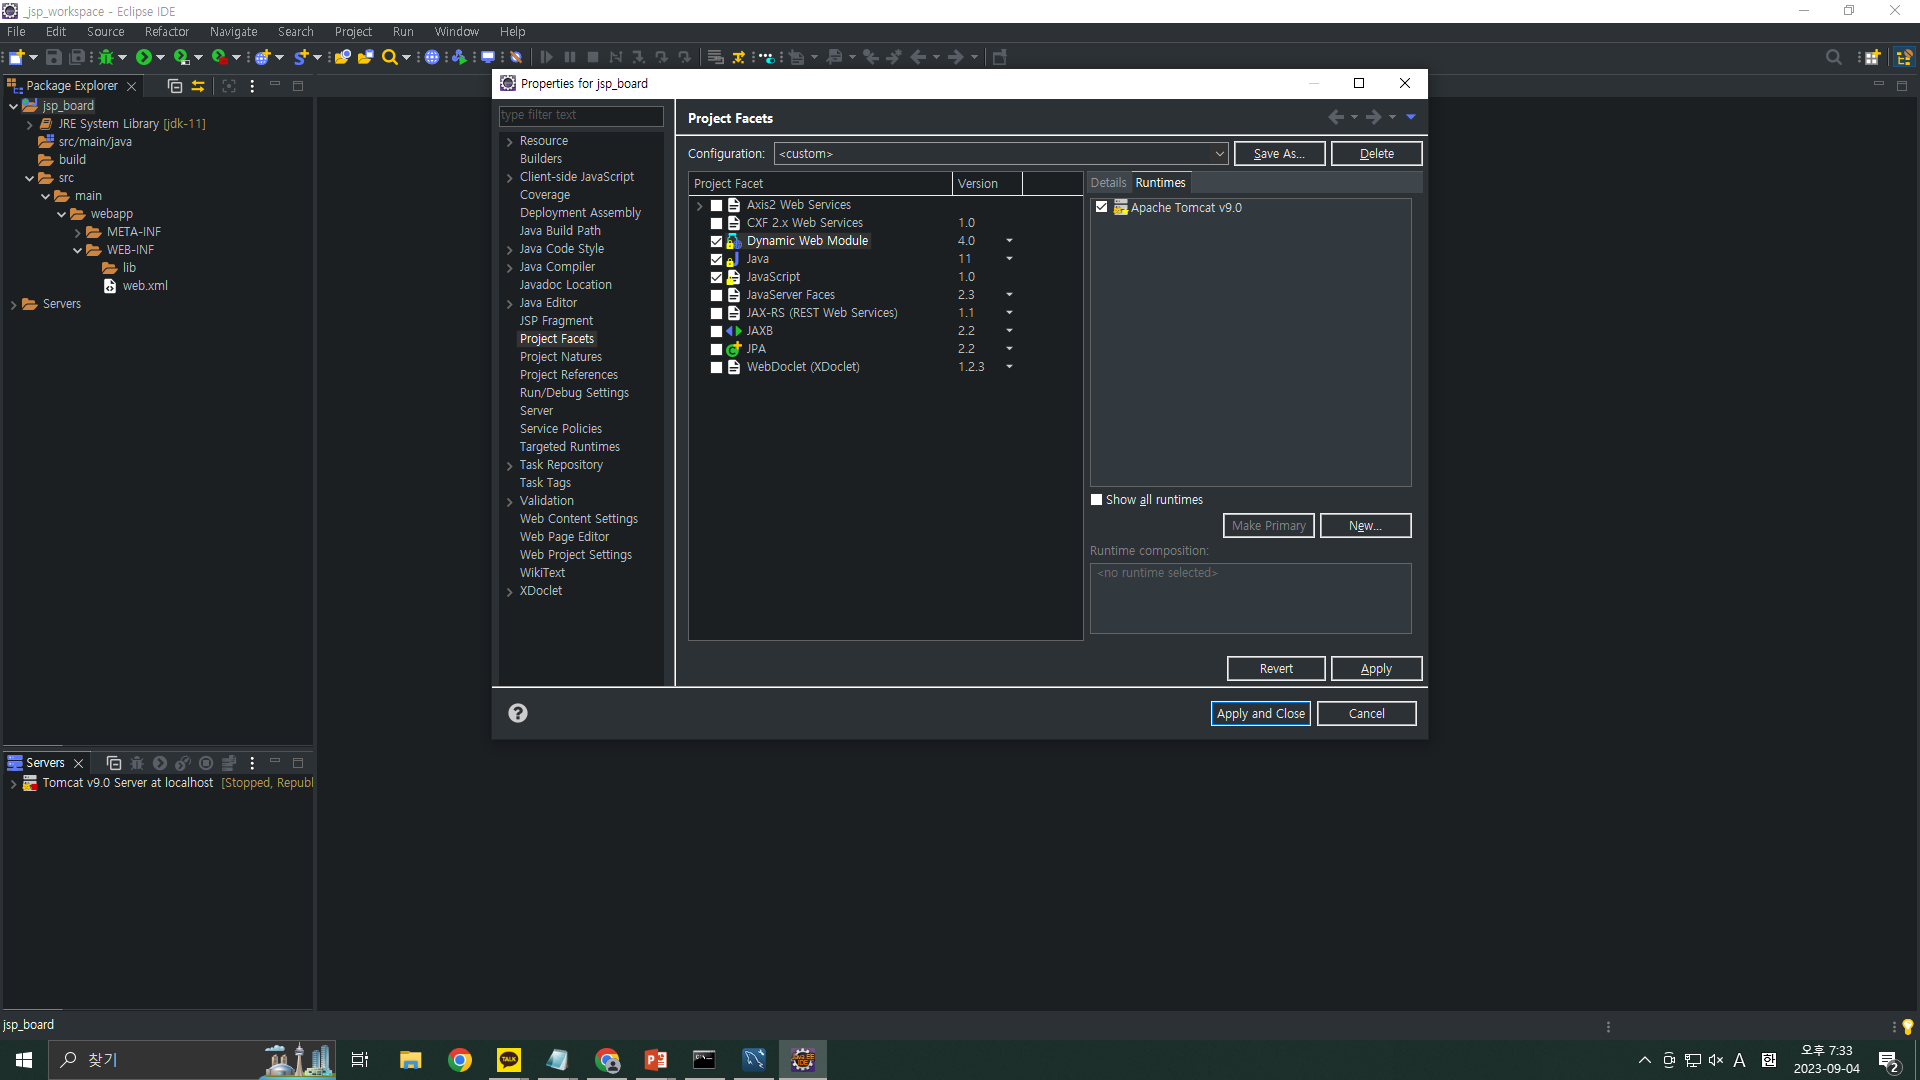 _jsp_workspace - Eclipse IDE
File Edit Source Refactor Navigate Search Project Run Window Help
Package Explorer
jsp_board
JRE System Library [jdk-11]
src/main/java
build
src
main
webapp
META-INF
WEB-INF
lib
web.xml
Servers
Properties for jsp_board
type filter text
Resource
Builders
Client-side JavaScript
Coverage
Deployment Assembly
Java Build Path
Java Code Style
Java Compiler
Javadoc Location
Java Editor
JSP Fragment
Project Facets
Project Natures
Project References
Run/Debug Settings
Server
Service Policies
Targeted Runtimes
Task Repository
Task Tags
Validation
Web Content Settings
Web Page Editor
Web Project Settings
WikiText
XDoclet
Project Facets
Configuration: <custom> Save As... Delete
Project Facet Version
Axis2 Web Services
CXF 2.x Web Services 1.0
Dynamic Web Module 4.0
Java 11
JavaScript 1.0
JavaServer Faces 2.3
JAX-RS (REST Web Services) 1.1
JAXB 2.2
JPA 2.2
WebDoclet (XDoclet) 1.2.3
Details Runtimes
Apache Tomcat v9.0
Show all runtimes
Make Primary New...
Runtime composition:
<no runtime selected>
Revert Apply
Apply and Close Cancel
Servers
Tomcat v9.0 Server at localhost [Stopped, Republ
jsp_board
찾기
TALK
A
오후 7:33
2023-09-04
2